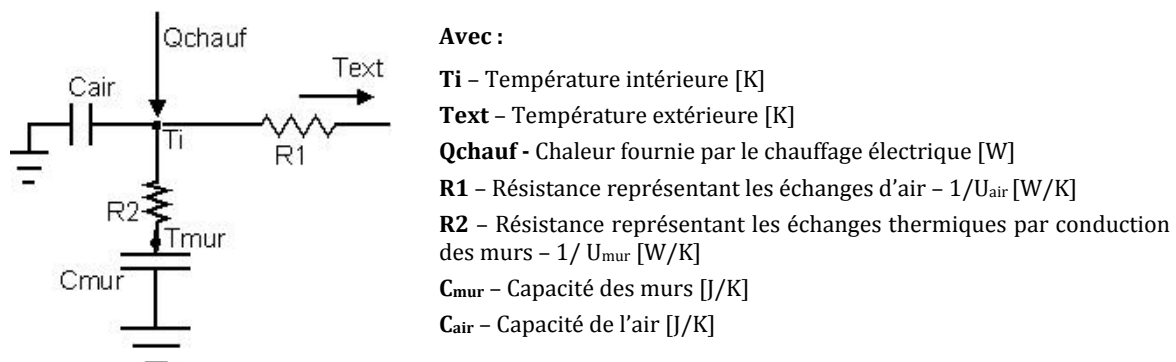 Qchauf
Text
Cair
Ti
R1
R2
Tmur
Cmur
Avec :
Ti – Température intérieure [K]
Text – Température extérieure [K]
Qchauf - Chaleur fournie par le chauffage électrique [W]
R1 – Résistance représentant les échanges d'air – 1/Uair [W/K]
R2 – Résistance représentant les échanges thermiques par conduction
des murs – 1/ Umur [W/K]
Cmur – Capacité des murs [J/K]
Cair – Capacité de l'air [J/K]